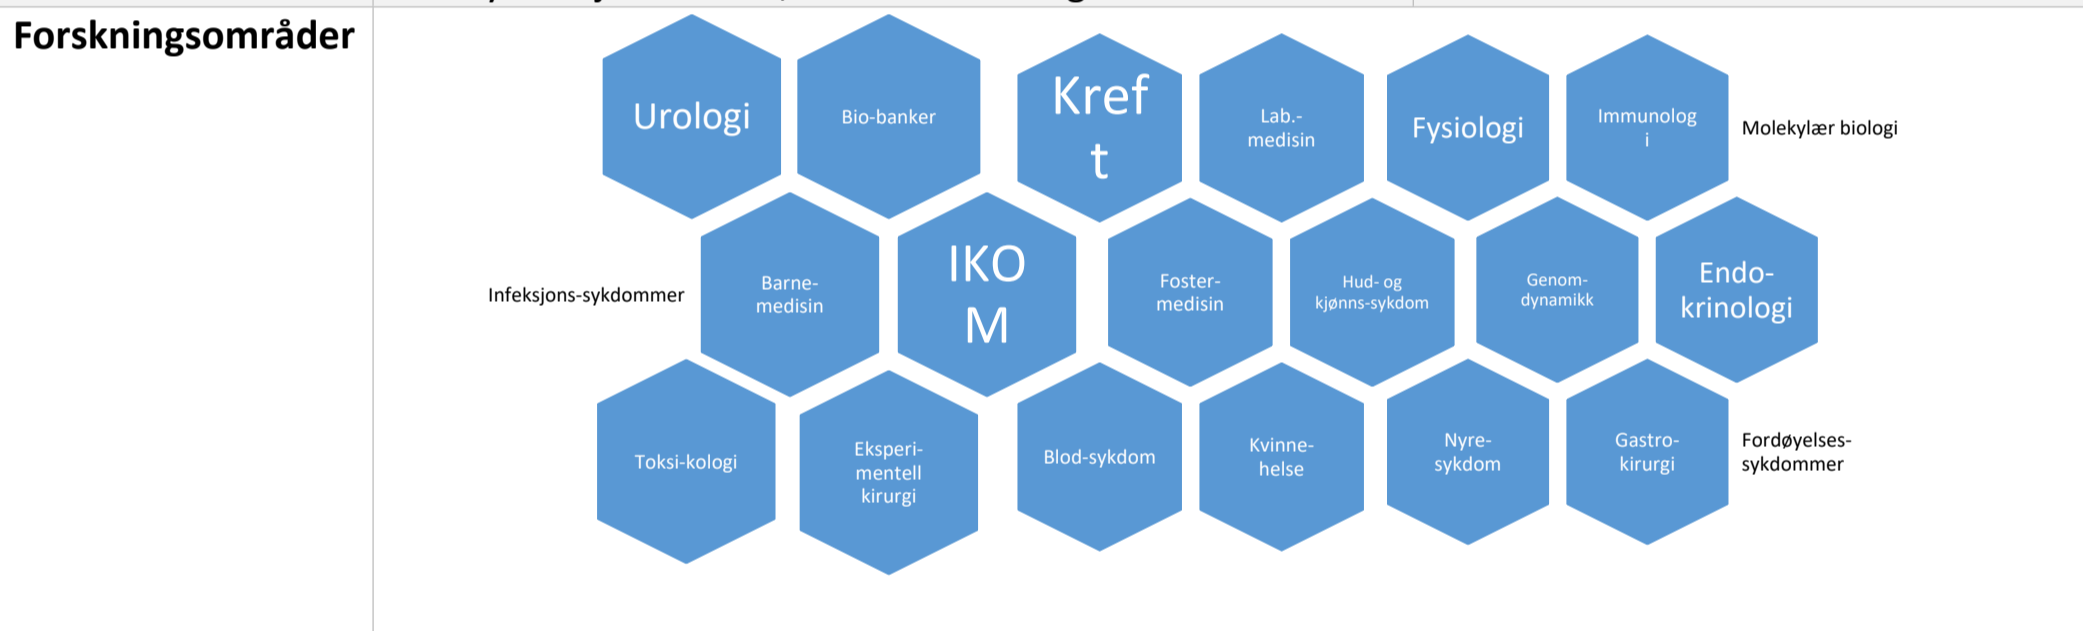 Forskningsområder
Urologi
Bio-banker
Kref
t
Lab.-
medisin
Fysiologi
Immunolog
i
Molekylær biologi
Infeksjons-sykdommer
Barne-
medisin
IKO
M
Foster-
medisin
Hud- og
kjønns-sykdom
Genom-
dynamikk
Endo-
krinologi
Toksi-kologi
Eksperi-
mentell
kirurgi
Blod-sykdom
Kvinne-
helse
Nyre-
sykdom
Gastro-
kirurgi
Fordøyelses-
sykdommer